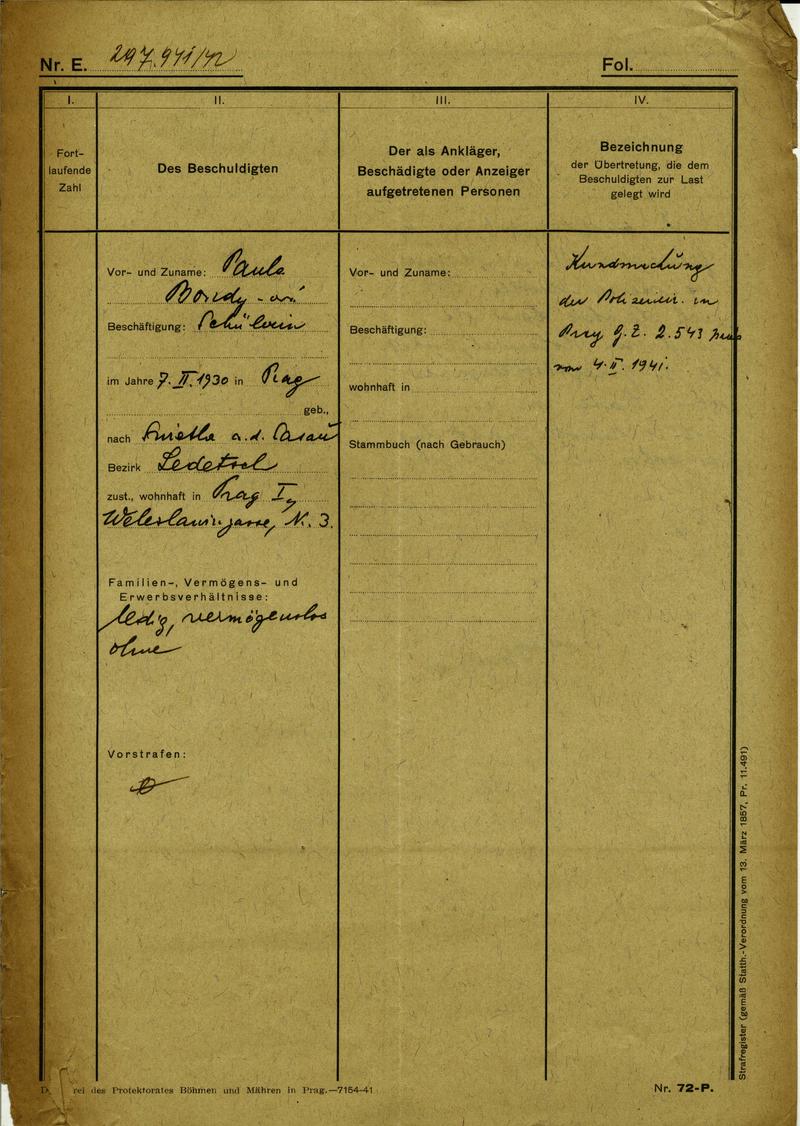 Nr. E. 297.941/42
Fol.
I.
Fort-
laufende
Zahl
II.
Des Beschuldigten
III.
Der als Ankläger,
Beschädigte oder Anzeiger
aufgetretenen Personen
IV.
Bezeichnung
der Übertretung, die dem
Beschuldigten zur Last
gelegt wird
Vor- und Zuname: Paula
Bondy-ová
Beschäftigung: Schülerin
im Jahre 7. II. 1930 in Prag
geb.,
nach a. d.
Bezirk Ledetsch
zust., wohnhaft in Prag I,
Weleslawingasse, N. 3.
Familien-, Vermögens- und
Erwerbsverhältnisse:
ledig, vermögenslos
ohne
Vorstrafen:
Vor- und Zuname:
Beschäftigung:
wohnhaft in
Stammbuch (nach Gebrauch)
Kundmachung
der in
Prag g. Z. 2.543
vom 4. II. 1941.
Strafregister (gemäß Statth.-Verordnung vom 13. März 1857, Pr. 11.491)
rei des Protektorates Böhmen und Mähren in Prag.—7154-41
Nr. 72-P.